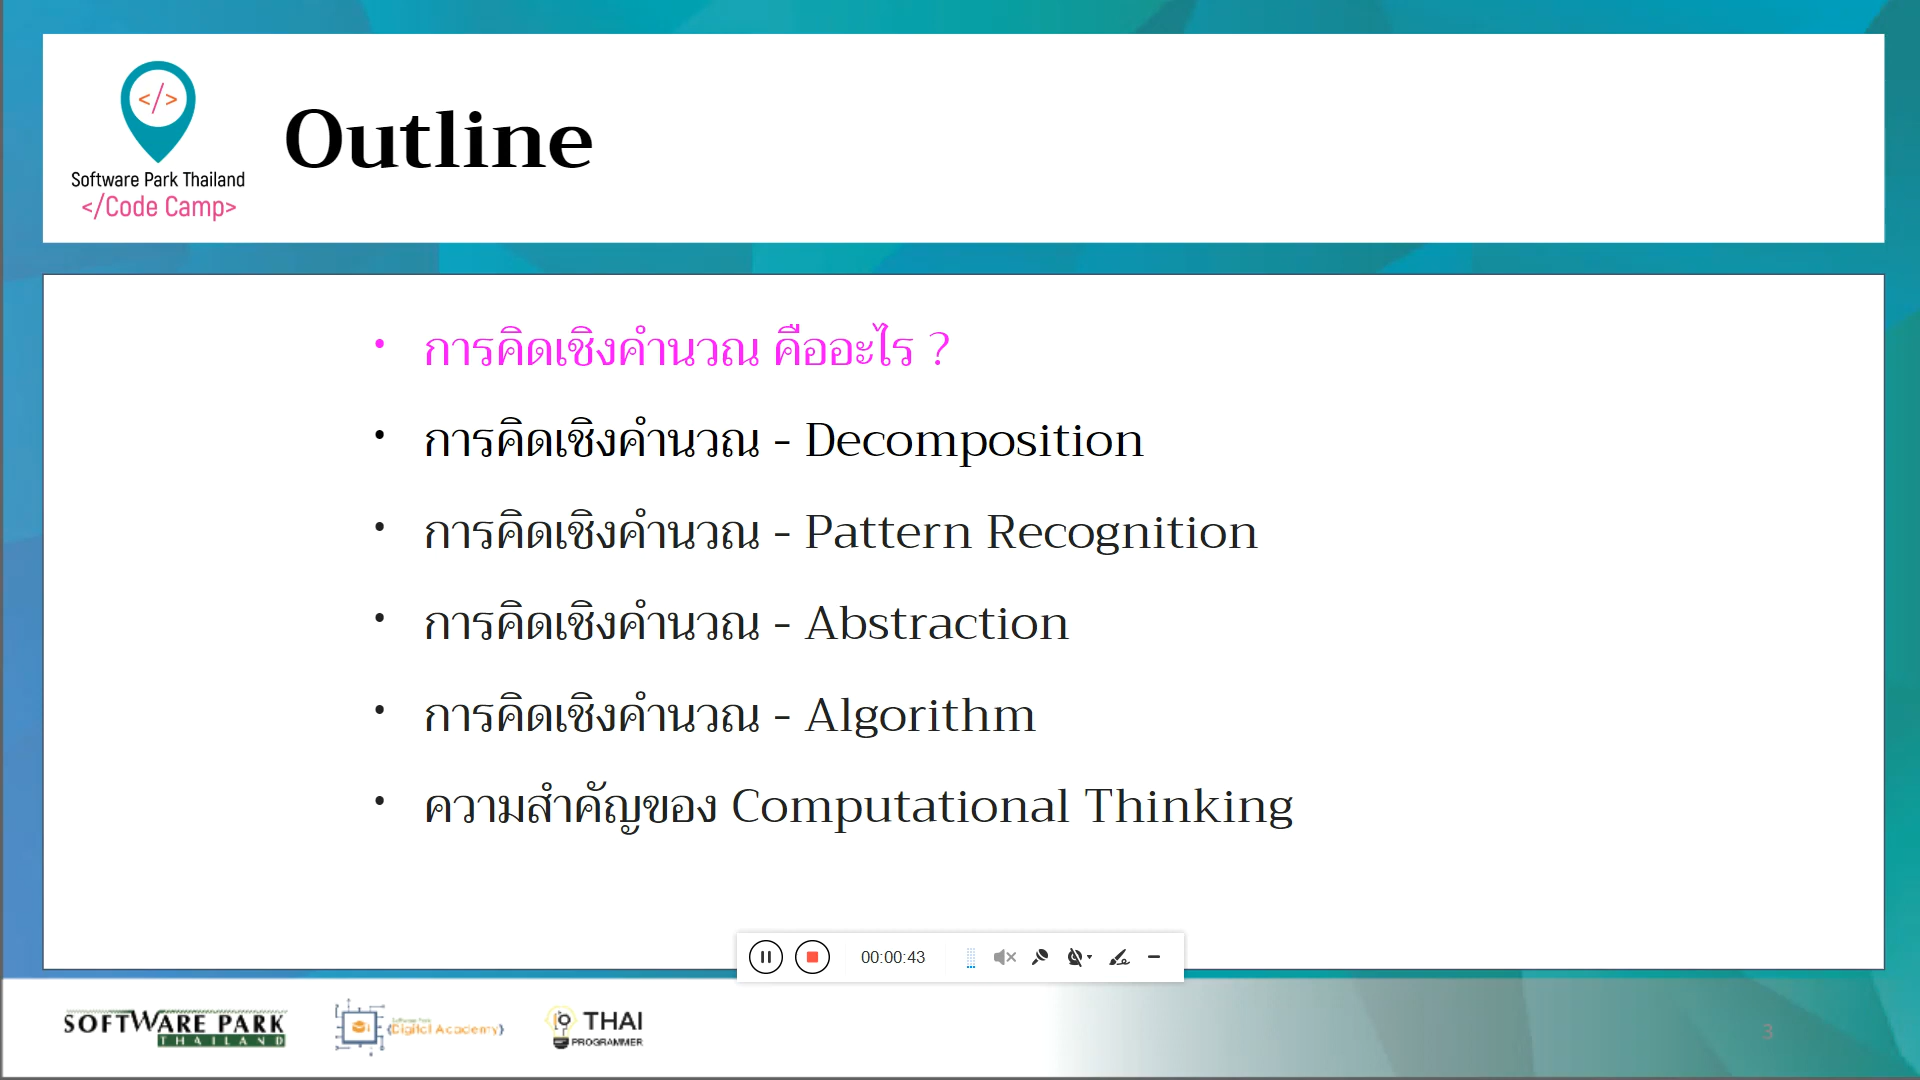 </>
Software Park Thailand
</Code Camp>
Outline
• การคิดเชิงคำนวณ คืออะไร ?
• การคิดเชิงคำนวณ - Decomposition
• การคิดเชิงคำนวณ - Pattern Recognition
• การคิดเชิงคำนวณ - Abstraction
• การคิดเชิงคำนวณ - Algorithm
• ความสำคัญของ Computational Thinking
00:00:43
SOFTWARE PARK
THAILAND
Software Park
{Digital Academy}
THAI
PROGRAMMER
3